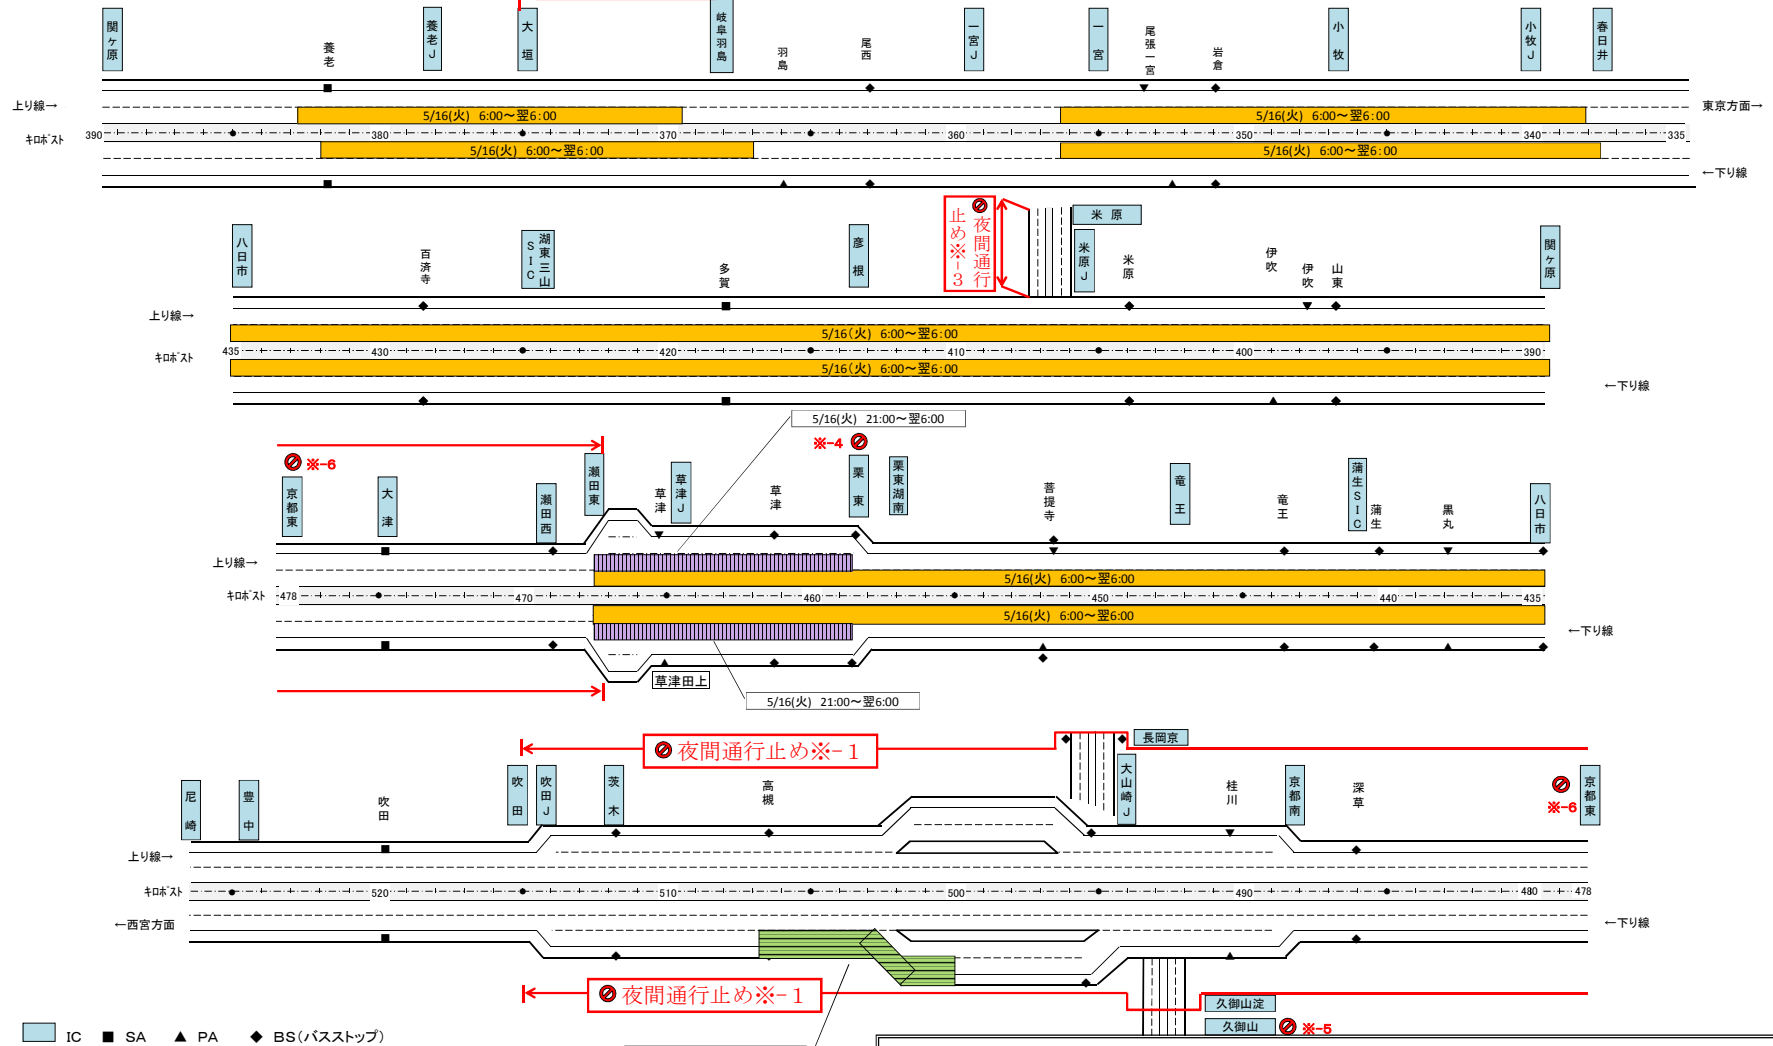 関ヶ原 養老 養老J 大垣 岐阜羽島 羽島 尾西 一宮J 一宮 尾張一宮 岩倉 小牧 小牧J 春日井
上り線→ 東京方面→
5/16(火) 6:00～翌6:00 5/16(火) 6:00～翌6:00
キロポスト 390 380 370 360 350 340 335
5/16(火) 6:00～翌6:00 5/16(火) 6:00～翌6:00
←下り線
夜間通行止め※-3
米原
八日市 百済寺 湖東三山SIC 多賀 彦根 米原J 米原 伊吹 伊吹 山東 関ヶ原
上り線→
5/16(火) 6:00～翌6:00
キロポスト 435 430 420 410 400 390
5/16(火) 6:00～翌6:00
←下り線
5/16(火) 21:00～翌6:00
※-6 ※-4
京都東 大津 瀬田西 瀬田東 草津 草津J 草津 栗東 栗東湖南 菩提寺 竜王 竜王 蒲生SIC 蒲生 黒丸 八日市
上り線→
5/16(火) 6:00～翌6:00
キロポスト 478 470 460 450 440 435
5/16(火) 6:00～翌6:00
←下り線
草津田上
5/16(火) 21:00～翌6:00
夜間通行止め※-1
長岡京
尼崎 豊中 吹田 吹田 吹田J 茨木 高槻 大山崎J 桂川 京都南 深草 ※-6 京都東
上り線→
キロポスト 520 510 500 490 480 478
←西宮方面 ←下り線
夜間通行止め※-1
久御山淀
久御山 ※-5
IC ■ SA ▲ PA ◆ BS(バスストップ)